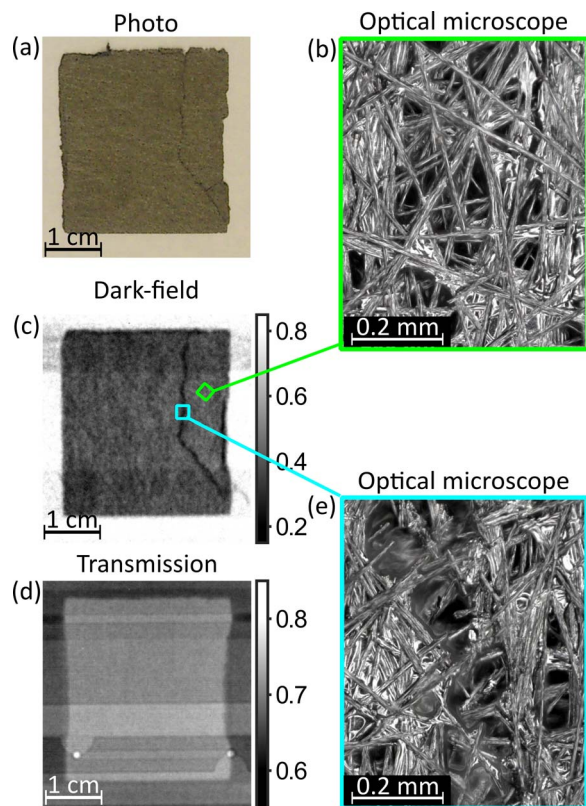 Photo
(a)
1 cm
Optical microscope
(b)
0.2 mm
Dark-field
(c)
0.8
0.6
0.4
0.2
1 cm
Transmission
(d)
0.8
0.7
0.6
1 cm
Optical microscope
(e)
0.2 mm